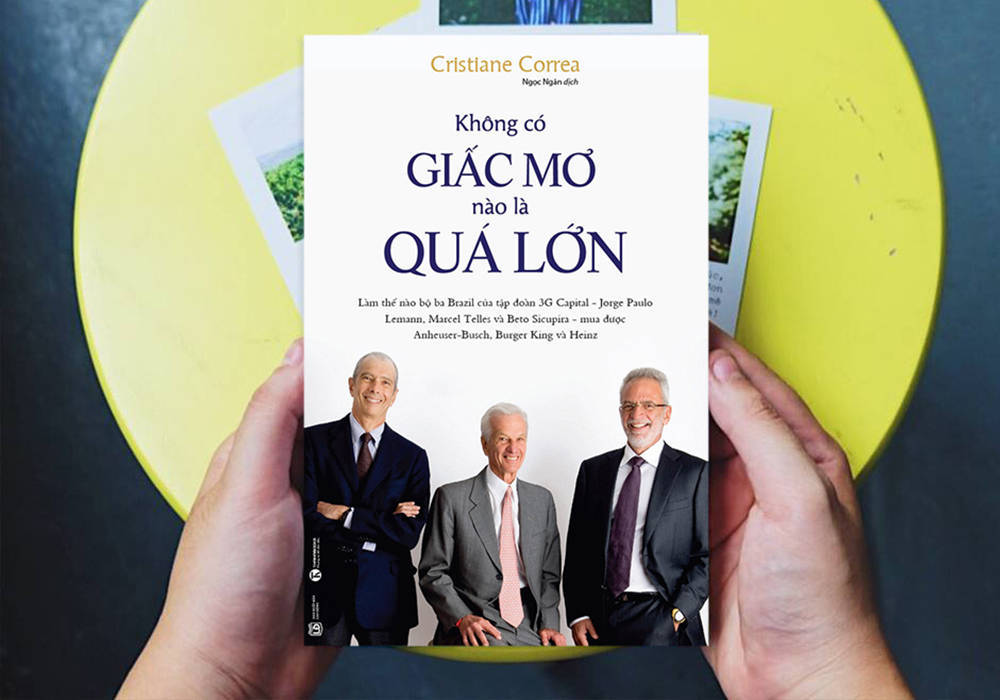 Cristiane Correa
Ngọc Ngân dịch
Không có
GIẤC MƠ
nào là
QUÁ LỚN
Làm thế nào bộ ba Brazil của tập đoàn 3G Capital - Jorge Paulo
Lemann, Marcel Telles và Beto Sicupira - mua được
Anheuser-Busch, Burger King và Heinz